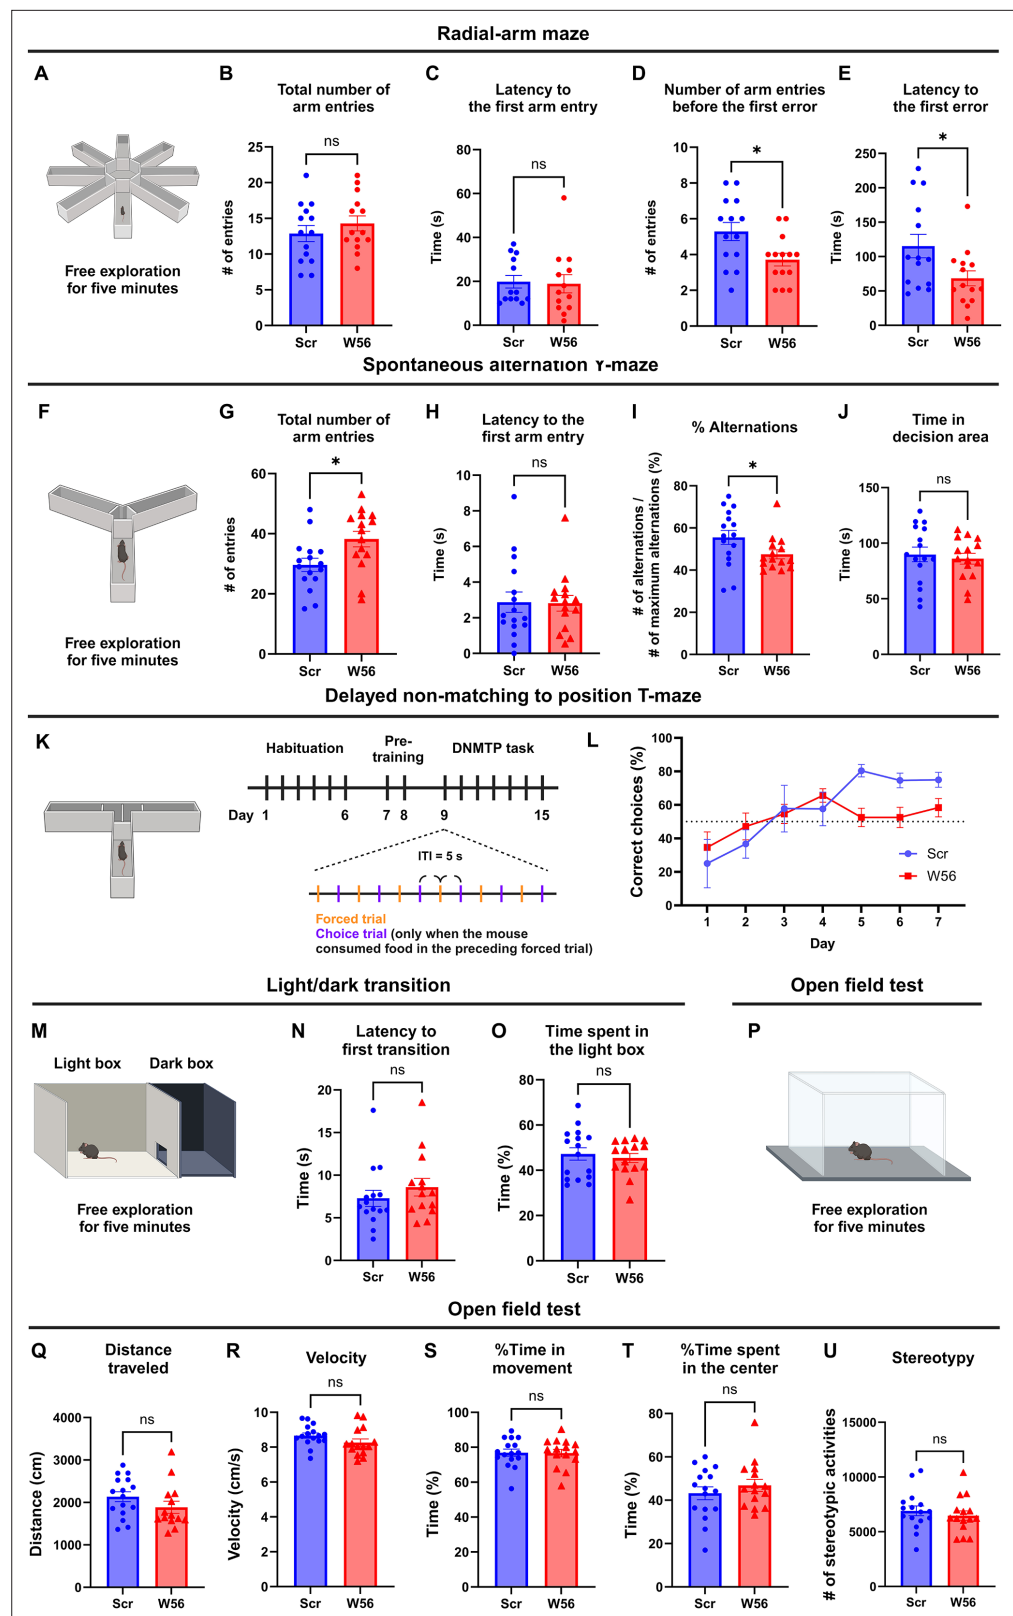 Radial-arm maze
A
Free exploration
for five minutes
B
Total number of
arm entries
ns
# of entries
25
20
15
10
5
0
Scr W56
C
Latency to
the first arm entry
ns
Time (s)
80
60
40
20
0
Scr W56
D
Number of arm entries
before the first error
*
# of entries
10
8
6
4
2
0
Scr W56
E
Latency to
the first error
*
Time (s)
250
200
150
100
50
0
Scr W56
Spontaneous alternation Y-maze
F
Free exploration
for five minutes
G
Total number of
arm entries
*
# of entries
60
40
20
0
Scr W56
H
Latency to the
first arm entry
ns
Time (s)
10
8
6
4
2
0
Scr W56
I
% Alternations
*
# of alternations /
# of maximum alternations (%)
80
60
40
20
0
Scr W56
J
Time in
decision area
ns
Time (s)
150
100
50
0
Scr W56
Delayed non-matching to position T-maze
K
Habituation
Pre-
training
DNMTP task
Day 1 6 7 8 9 15
ITI = 5 s
Forced trial
Choice trial (only when the mouse
consumed food in the preceding forced trial)
L
Correct choices (%)
100
80
60
40
20
0
Scr
W56
1 2 3 4 5 6 7
Day
Light/dark transition
M
Light box Dark box
Free exploration
for five minutes
N
Latency to
first transition
ns
Time (s)
20
15
10
5
0
Scr W56
O
Time spent in
the light box
ns
Time (%)
80
60
40
20
0
Scr W56
Open field test
P
Free exploration
for five minutes
Open field test
Q
Distance
traveled
ns
Distance (cm)
4000
3000
2000
1000
0
Scr W56
R
Velocity
ns
Velocity (cm/s)
10
8
6
4
2
0
Scr W56
S
%Time in
movement
ns
Time (%)
100
80
60
40
20
0
Scr W56
T
%Time spent
in the center
ns
Time (%)
80
60
40
20
0
Scr W56
U
Stereotypy
ns
# of stereotypic activities
15000
10000
5000
0
Scr W56